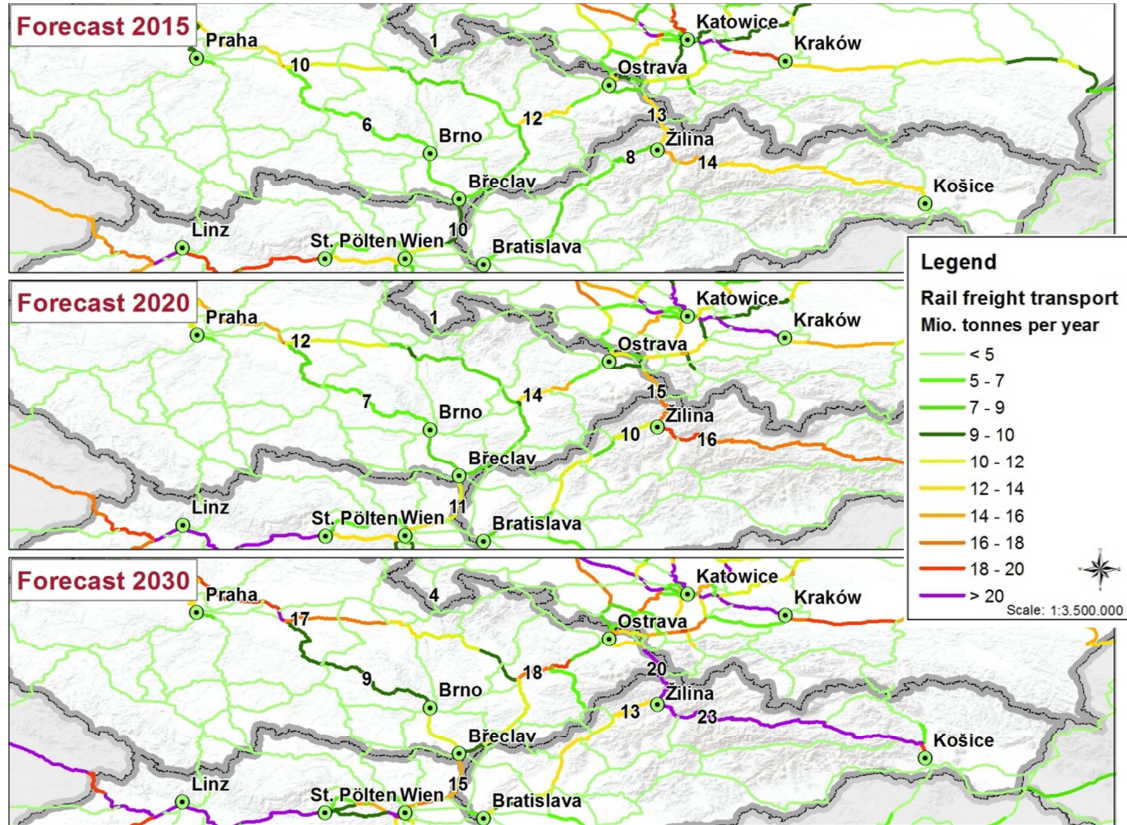 Forecast 2015
Praha
10
1
Katowice
Kraków
Ostrava
12
13
6
Brno
Žilina
8
14
Břeclav
Košice
Linz
10
St. Pölten Wien
Bratislava
Forecast 2020
Praha
12
1
Katowice
Kraków
Ostrava
14
15
7
Brno
Žilina
10
16
Břeclav
11
Linz
St. Pölten Wien
Bratislava
Forecast 2030
Praha
17
4
Katowice
Kraków
Ostrava
18
20
9
Brno
Žilina
13
23
Břeclav
Košice
15
Linz
St. Pölten Wien
Bratislava
Legend
Rail freight transport
Mio. tonnes per year
< 5
5 - 7
7 - 9
9 - 10
10 - 12
12 - 14
14 - 16
16 - 18
18 - 20
> 20
Scale: 1:3.500.000